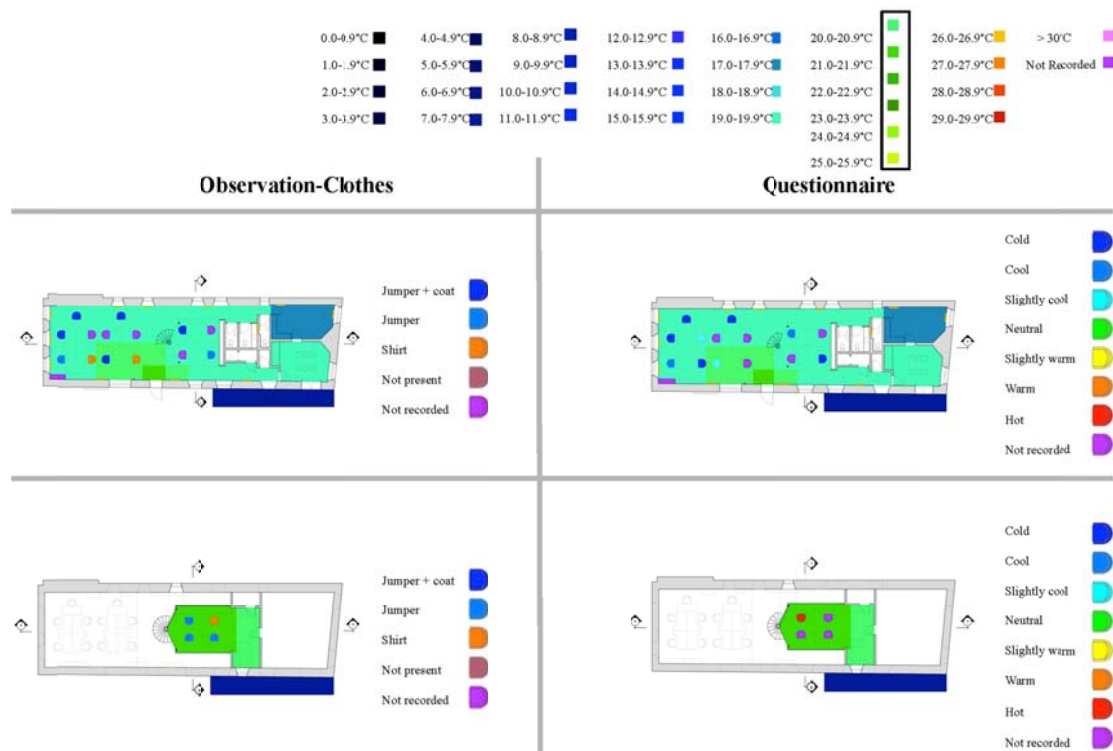 0.0-0.9°C 4.0-4.9°C 8.0-8.9°C 12.0-12.9°C 16.0-16.9°C 20.0-20.9°C 26.0-26.9°C > 30°C
1.0-1.9°C 5.0-5.9°C 9.0-9.9°C 13.0-13.9°C 17.0-17.9°C 21.0-21.9°C 27.0-27.9°C Not Recorded
2.0-2.9°C 6.0-6.9°C 10.0-10.9°C 14.0-14.9°C 18.0-18.9°C 22.0-22.9°C 28.0-28.9°C
3.0-3.9°C 7.0-7.9°C 11.0-11.9°C 15.0-15.9°C 19.0-19.9°C 23.0-23.9°C 29.0-29.9°C
24.0-24.9°C
25.0-25.9°C
Observation-Clothes Questionnaire
Jumper + coat
Jumper
Shirt
Not present
Not recorded
Cold
Cool
Slightly cool
Neutral
Slightly warm
Warm
Hot
Not recorded
Jumper + coat
Jumper
Shirt
Not present
Not recorded
Cold
Cool
Slightly cool
Neutral
Slightly warm
Warm
Hot
Not recorded